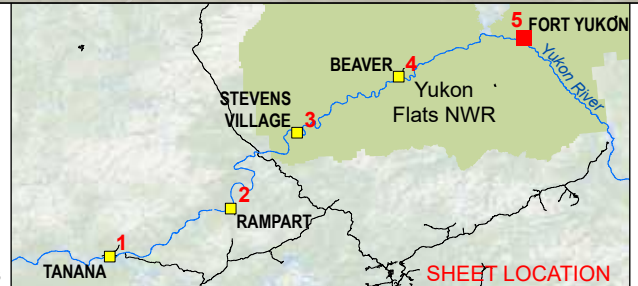 5 FORT YUKON
BEAVER 4
Yukon River
Yukon
Flats NWR
STEVENS
VILLAGE 3
2
RAMPART
1
TANANA
SHEET LOCATION